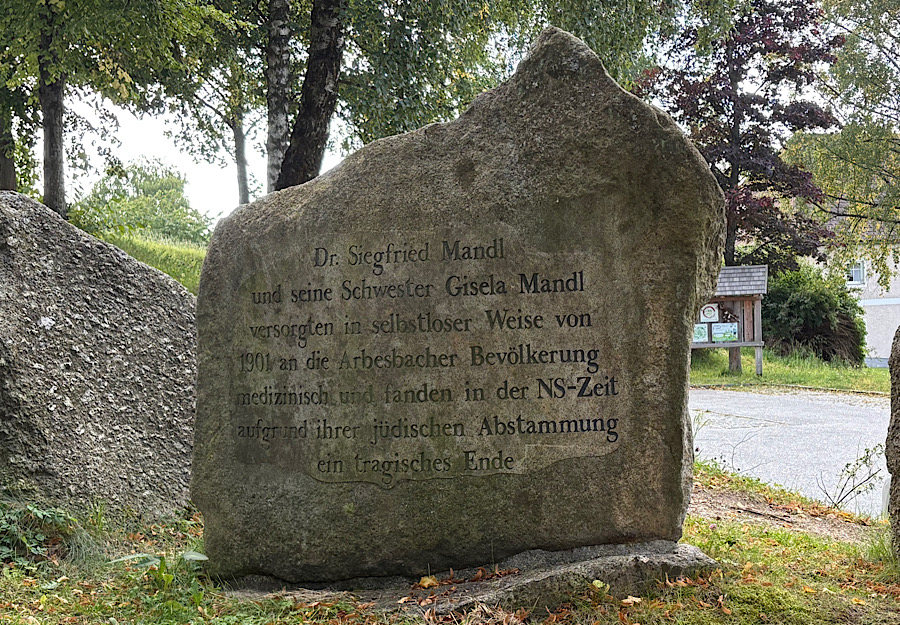 Dr. Siegfried Mandl
und seine Schwester Gisela Mandl
versorgten in selbstloser Weise von
1901 an die Arbesbacher Bevölkerung
medizinisch und fanden in der NS-Zeit
aufgrund ihrer jüdischen Abstammung
ein tragisches Ende